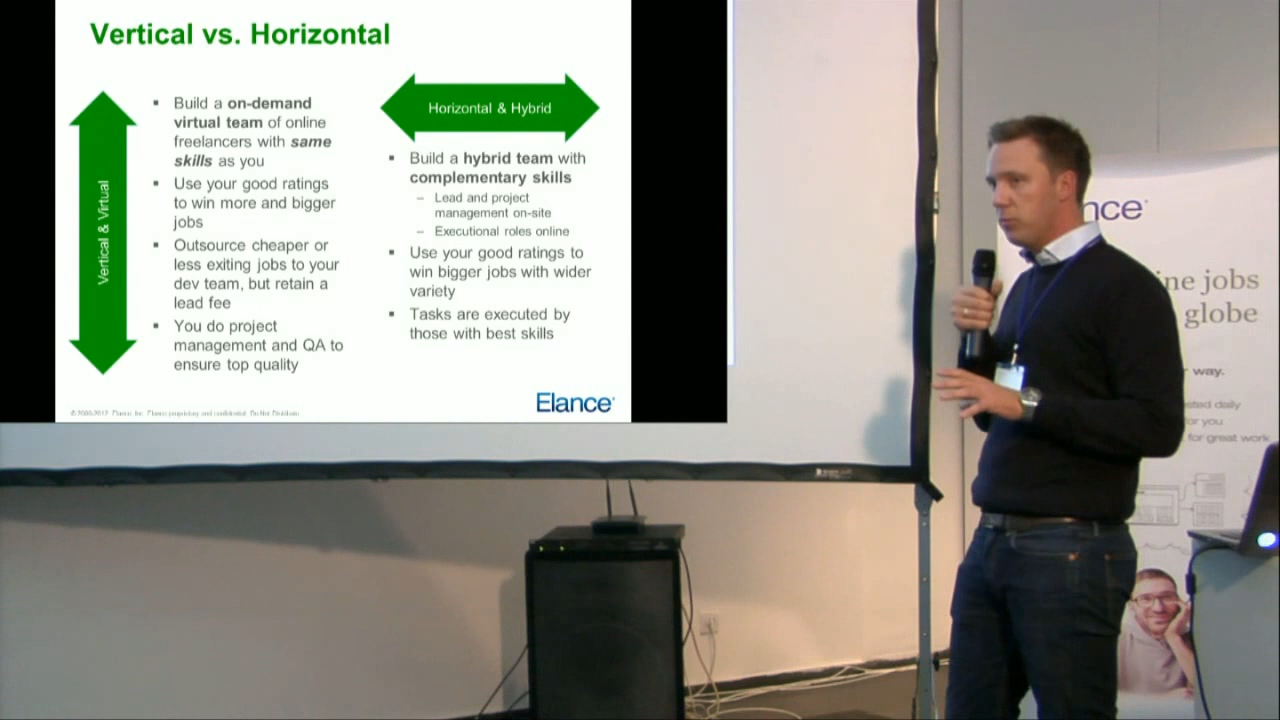 Vertical vs. Horizontal
Vertical & Virtual
Build a on-demand
virtual team of online
freelancers with same
skills as you
Use your good ratings
to win more and bigger
jobs
Outsource cheaper or
less exiting jobs to your
dev team, but retain a
lead fee
You do project
management and QA to
ensure top quality
Horizontal & Hybrid
Build a hybrid team with
complementary skills
– Lead and project
management on-site
– Executional roles online
Use your good ratings to
win bigger jobs with wider
variety
Tasks are executed by
those with best skills
Elance
nce
ine jobs
globe
way.
sted daily
for you
for great work